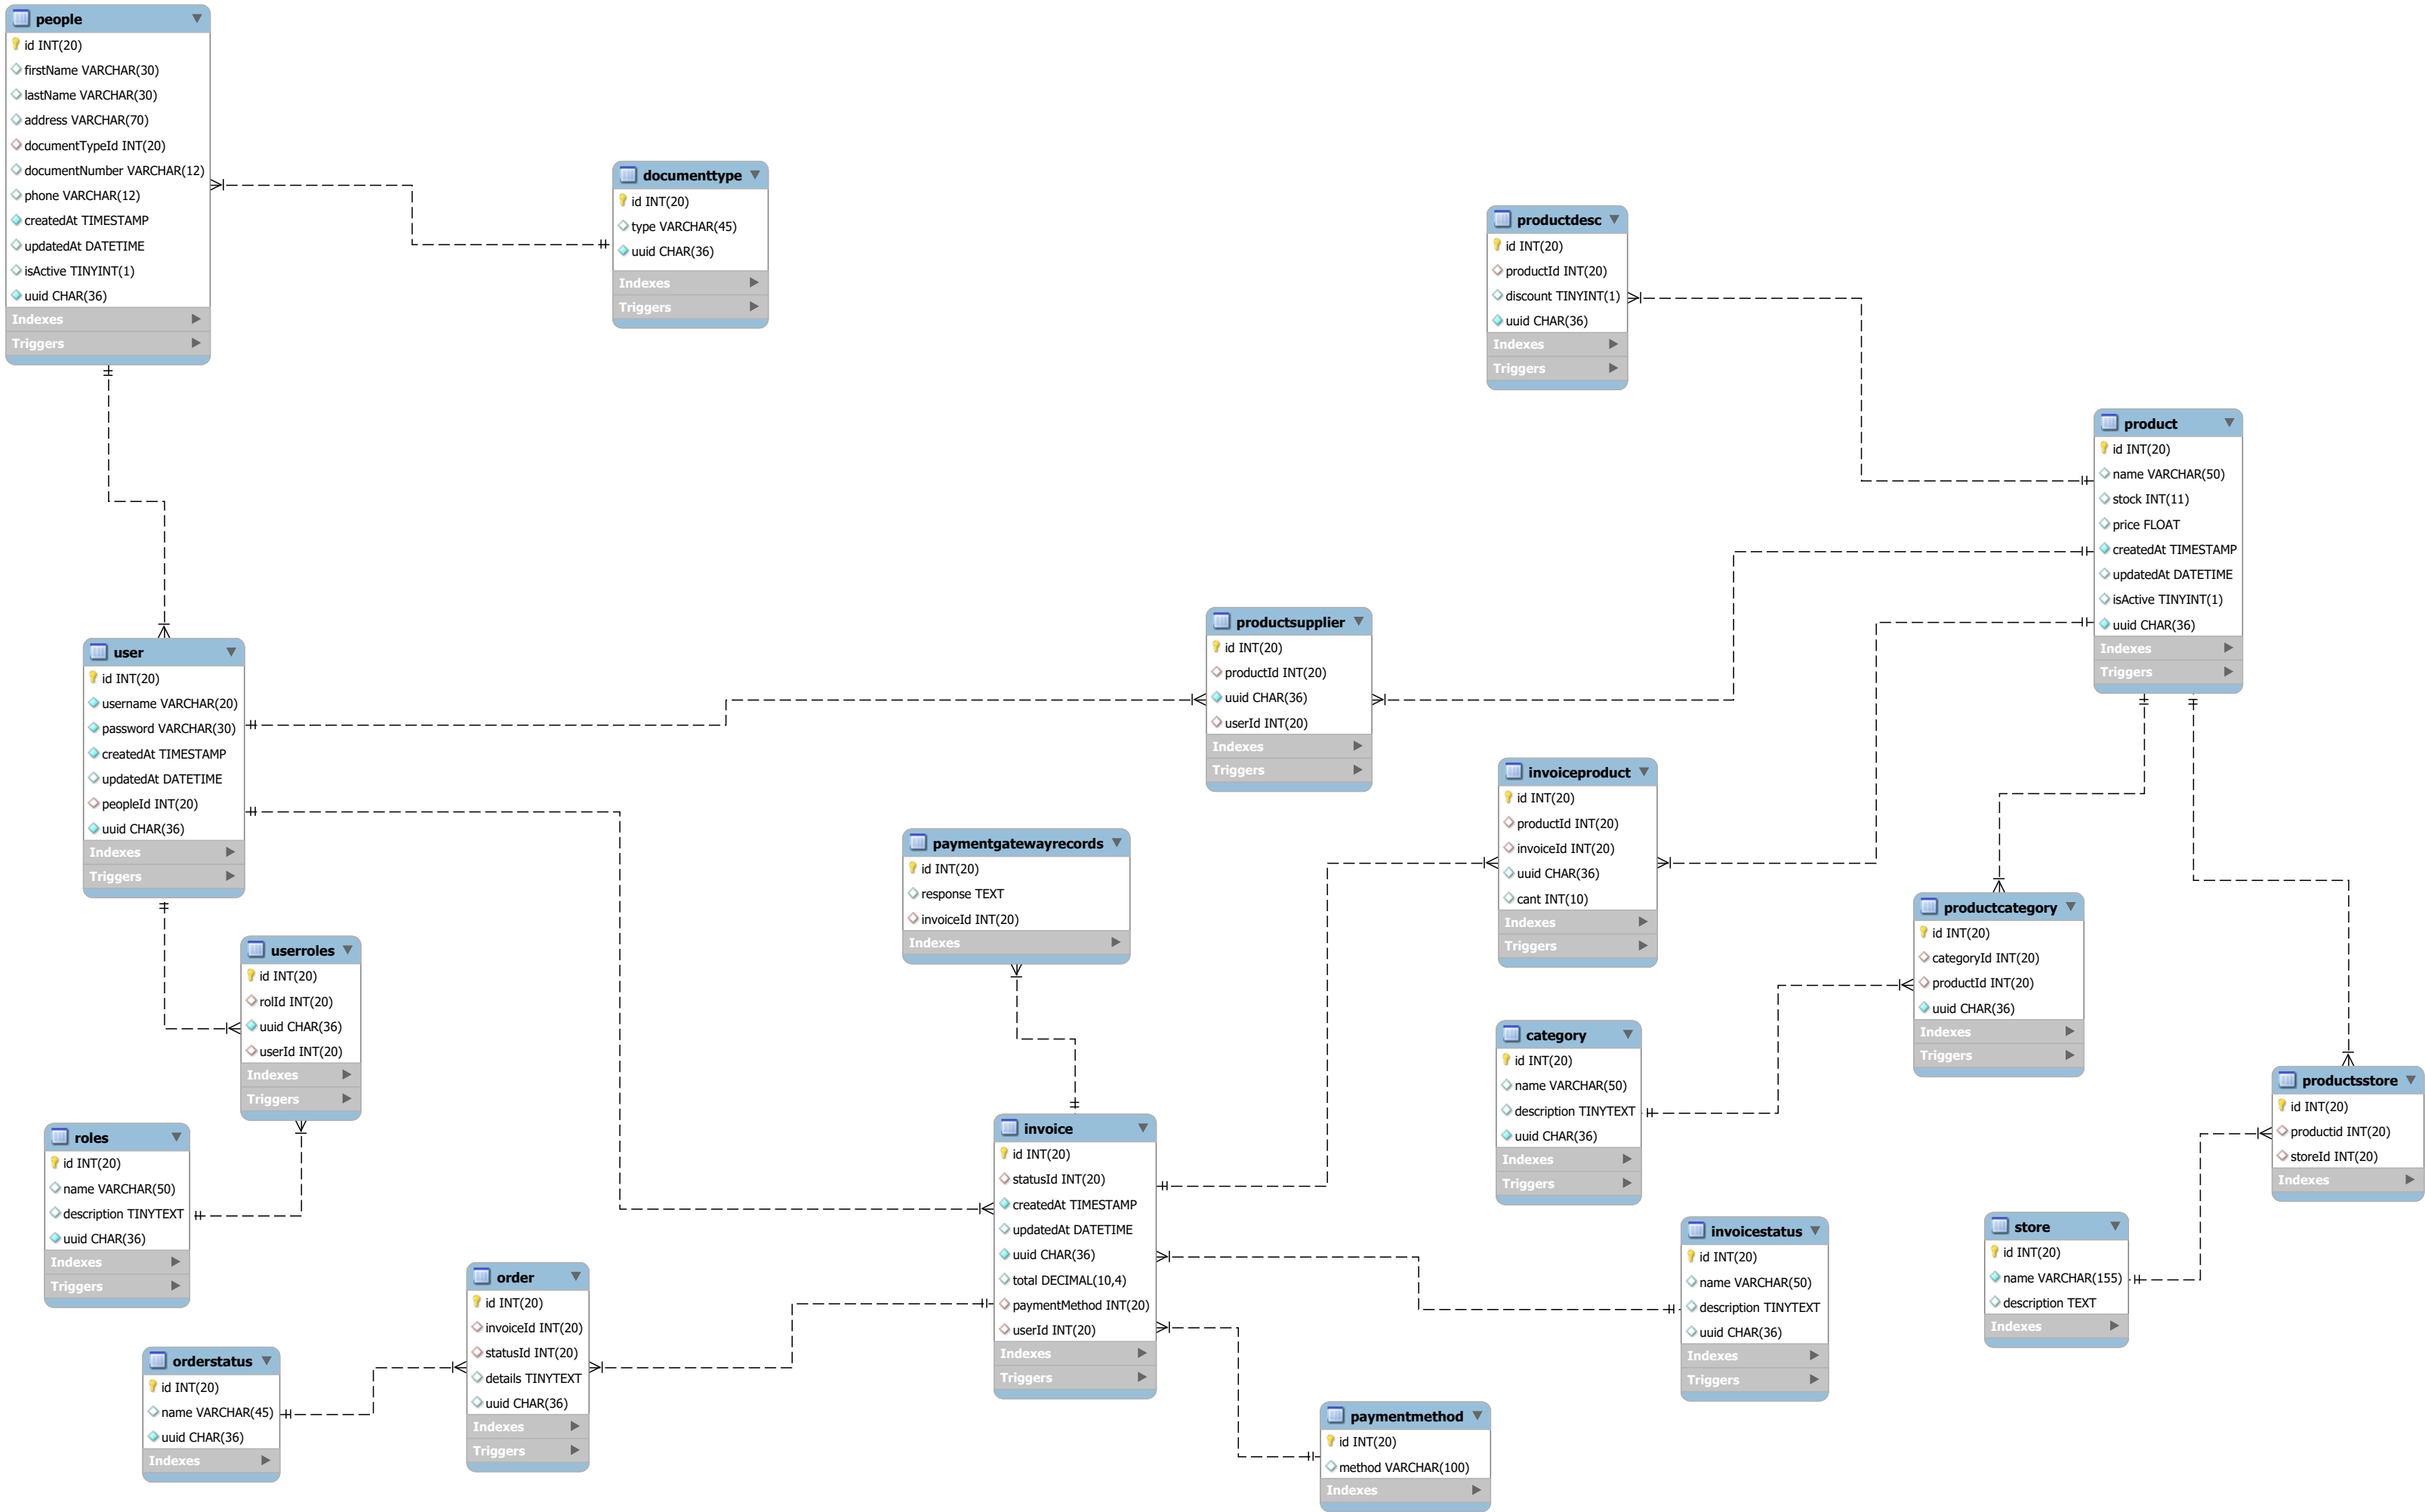 people
id INT(20)
firstName VARCHAR(30)
lastName VARCHAR(30)
address VARCHAR(70)
documentTypeId INT(20)
documentNumber VARCHAR(12)
phone VARCHAR(12)
createdAt TIMESTAMP
updatedAt DATETIME
isActive TINYINT(1)
uuid CHAR(36)
Indexes
Triggers
documenttype
id INT(20)
type VARCHAR(45)
uuid CHAR(36)
Indexes
Triggers
productdesc
id INT(20)
productId INT(20)
discount TINYINT(1)
uuid CHAR(36)
Indexes
Triggers
product
id INT(20)
name VARCHAR(50)
stock INT(11)
price FLOAT
createdAt TIMESTAMP
updatedAt DATETIME
isActive TINYINT(1)
uuid CHAR(36)
Indexes
Triggers
user
id INT(20)
username VARCHAR(20)
password VARCHAR(30)
createdAt TIMESTAMP
updatedAt DATETIME
peopleId INT(20)
uuid CHAR(36)
Indexes
Triggers
productsupplier
id INT(20)
productId INT(20)
uuid CHAR(36)
userId INT(20)
Indexes
Triggers
invoiceproduct
id INT(20)
productId INT(20)
invoiceId INT(20)
uuid CHAR(36)
cant INT(10)
Indexes
Triggers
paymentgatewayrecords
id INT(20)
response TEXT
invoiceId INT(20)
Indexes
productcategory
id INT(20)
categoryId INT(20)
productId INT(20)
uuid CHAR(36)
Indexes
Triggers
userroles
id INT(20)
rolId INT(20)
uuid CHAR(36)
userId INT(20)
Indexes
Triggers
category
id INT(20)
name VARCHAR(50)
description TINYTEXT
uuid CHAR(36)
Indexes
Triggers
productsstore
id INT(20)
productid INT(20)
storeId INT(20)
Indexes
roles
id INT(20)
name VARCHAR(50)
description TINYTEXT
uuid CHAR(36)
Indexes
Triggers
invoice
id INT(20)
statusId INT(20)
createdAt TIMESTAMP
updatedAt DATETIME
uuid CHAR(36)
total DECIMAL(10,4)
paymentMethod INT(20)
userId INT(20)
Indexes
Triggers
invoicestatus
id INT(20)
name VARCHAR(50)
description TINYTEXT
uuid CHAR(36)
Indexes
Triggers
store
id INT(20)
name VARCHAR(155)
description TEXT
Indexes
order
id INT(20)
invoiceId INT(20)
statusId INT(20)
details TINYTEXT
uuid CHAR(36)
Indexes
Triggers
orderstatus
id INT(20)
name VARCHAR(45)
uuid CHAR(36)
Indexes
paymentmethod
id INT(20)
method VARCHAR(100)
Indexes